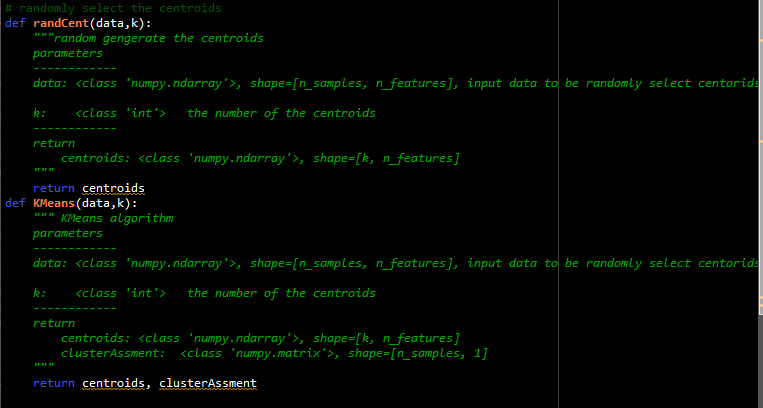 # randomly select the centroids
def randCent(data,k):
    """random gengerate the centroids
    parameters
    ------------
    data: <class 'numpy.ndarray'>, shape=[n_samples, n_features], input data to be randomly select centorids
    k:    <class 'int'>   the number of the centroids
    ------------
    return
        centroids: <class 'numpy.ndarray'>, shape=[k, n_features]
    """
    return centroids
def KMeans(data,k):
    """ KMeans algorithm
    parameters
    ------------
    data: <class 'numpy.ndarray'>, shape=[n_samples, n_features], input data to be randomly select centorids
    k:    <class 'int'>   the number of the centroids
    ------------
    return
        centroids: <class 'numpy.ndarray'>, shape=[k, n_features]
        clusterAssment:  <class 'numpy.matrix'>, shape=[n_samples, 1]
    """
    return centroids, clusterAssment